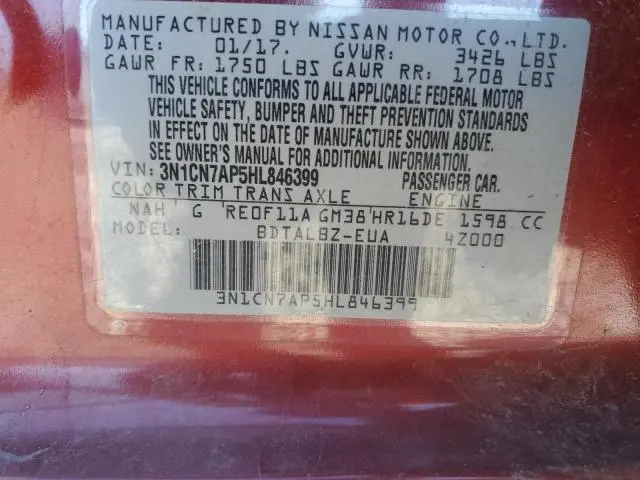 MANUFACTURED BY NISSAN MOTOR CO., LTD.
DATE: 01/17. GVWR: 3426 LBS
GAWR FR: 1750 LBS GAWR RR: 1708 LBS
THIS VEHICLE CONFORMS TO ALL APPLICABLE FEDERAL MOTOR
VEHICLE SAFETY, BUMPER AND THEFT PREVENTION STANDARDS
IN EFFECT ON THE DATE OF MANUFACTURE SHOWN ABOVE.
SEE OWNER'S MANUAL FOR ADDITIONAL INFORMATION.
VIN: 3N1CN7AP5HL846399 PASSENGER CAR.
COLOR TRIM TRANS AXLE ENGINE
NAH G RE0F11A GM38 HR16DE 1598 CC
MODEL: BDTALBZ-EUA 4Z000
3N1CN7AP5HL846399